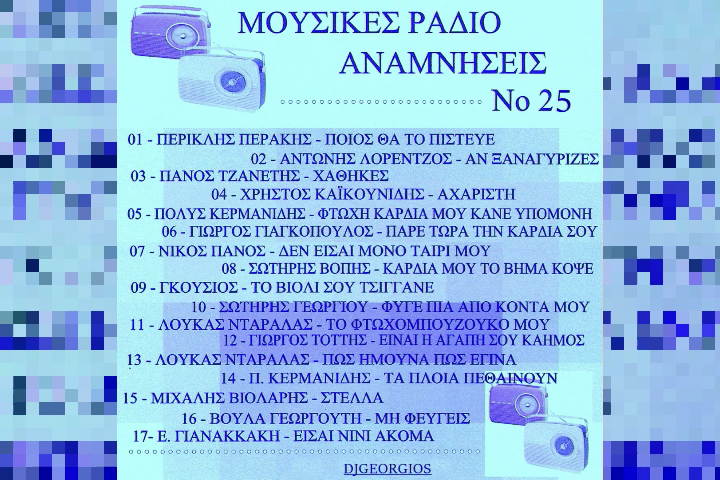 ΜΟΥΣΙΚΕΣ ΡΑΔΙΟ
ΑΝΑΜΝΗΣΕΙΣ
Νο 25
01 - ΠΕΡΙΚΛΗΣ ΠΕΡΑΚΗΣ - ΠΟΙΟΣ ΘΑ ΤΟ ΠΙΣΤΕΥΕ
02 - ΑΝΤΩΝΗΣ ΛΟΡΕΝΤΖΟΣ - ΑΝ ΞΑΝΑΓΥΡΙΖΕΣ
03 - ΠΑΝΟΣ ΤΖΑΝΕΤΗΣ - ΧΑΘΗΚΕΣ
04 - ΧΡΗΣΤΟΣ ΚΑΪΚΟΥΝΙΔΗΣ - ΑΧΑΡΙΣΤΗ
05 - ΠΟΛΥΣ ΚΕΡΜΑΝΙΔΗΣ - ΦΤΩΧΗ ΚΑΡΔΙΑ ΜΟΥ ΚΑΝΕ ΥΠΟΜΟΝΗ
06 - ΓΙΩΡΓΟΣ ΓΙΑΓΚΟΠΟΥΛΟΣ - ΠΑΡΕ ΤΩΡΑ ΤΗΝ ΚΑΡΔΙΑ ΣΟΥ
07 - ΝΙΚΟΣ ΠΑΝΟΣ - ΔΕΝ ΕΙΣΑΙ ΜΟΝΟ ΤΑΙΡΙ ΜΟΥ
08 - ΣΩΤΗΡΗΣ ΒΟΠΗΣ - ΚΑΡΔΙΑ ΜΟΥ ΤΟ ΒΗΜΑ ΚΟΨΕ
09 - ΓΚΟΥΣΙΟΣ - ΤΟ ΒΙΟΛΙ ΣΟΥ ΤΣΙΓΓΑΝΕ
10 - ΣΩΤΗΡΗΣ ΓΕΩΡΓΙΟΥ - ΦΥΓΕ ΠΙΑ ΑΠΟ ΚΟΝΤΑ ΜΟΥ
11 - ΛΟΥΚΑΣ ΝΤΑΡΑΛΑΣ - ΤΟ ΦΤΩΧΟΜΠΟΥΖΟΥΚΟ ΜΟΥ
12 - ΓΙΩΡΓΟΣ ΤΟΤΤΗΣ - ΕΙΝΑΙ Η ΑΓΑΠΗ ΣΟΥ ΚΑΗΜΟΣ
13 - ΛΟΥΚΑΣ ΝΤΑΡΑΛΑΣ - ΠΩΣ ΗΜΟΥΝΑ ΠΩΣ ΕΓΙΝΑ
14 - Π. ΚΕΡΜΑΝΙΔΗΣ - ΤΑ ΠΛΟΙΑ ΠΕΘΑΙΝΟΥΝ
15 - ΜΙΧΑΛΗΣ ΒΙΟΛΑΡΗΣ - ΣΤΕΛΛΑ
16 - ΒΟΥΛΑ ΓΕΩΡΓΟΥΤΗ - ΜΗ ΦΕΥΓΕΙΣ
17- Ε. ΓΙΑΝΑΚΚΑΚΗ - ΕΙΣΑΙ ΝΙΝΙ ΑΚΟΜΑ
DJGEORGIOS